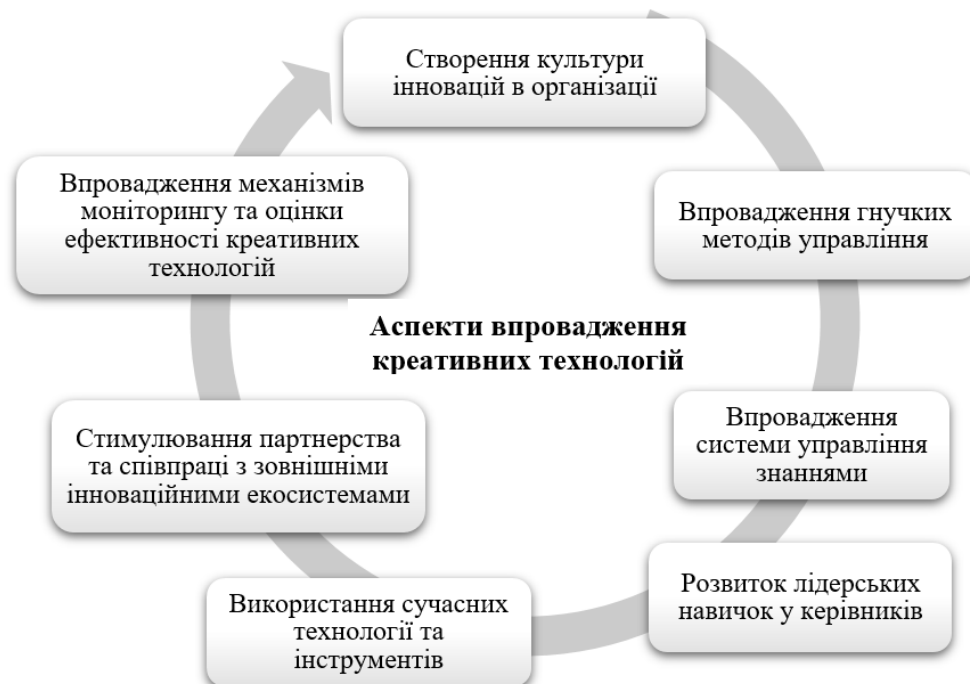 Створення культури
інновацій в організації
Впровадження гнучких
методів управління
Впровадження
системи управління
знаннями
Розвиток лідерських
навичок у керівників
Використання сучасних
технології та
інструментів
Стимулювання партнерства
та співпраці з зовнішніми
інноваційними екосистемами
Впровадження механізмів
моніторингу та оцінки
ефективності креативних
технологій
Аспекти впровадження
креативних технологій